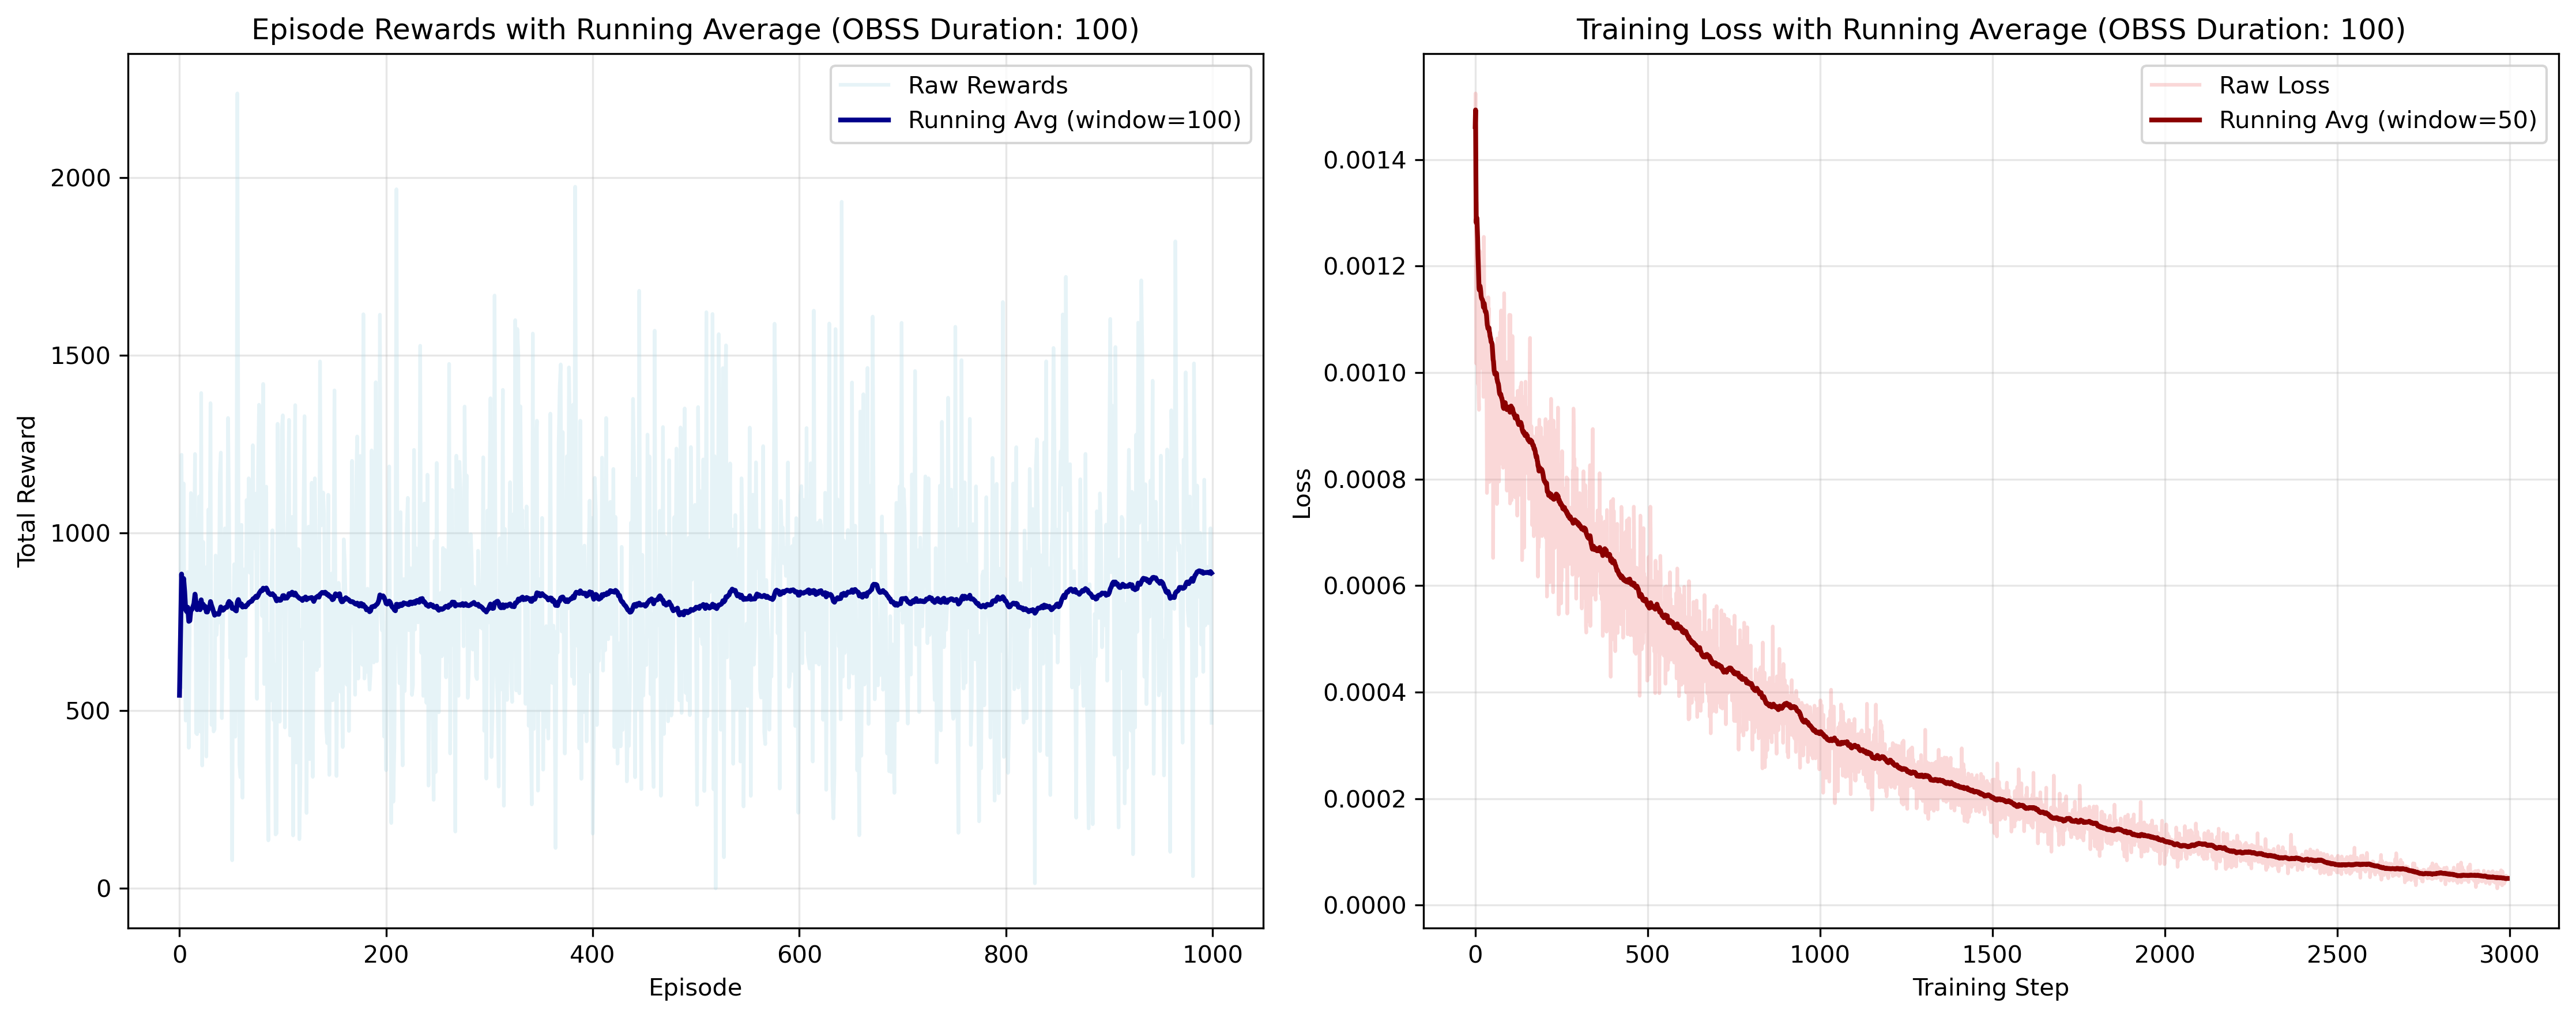 Episode Rewards with Running Average (OBSS Duration: 100)
Raw Rewards
Running Avg (window=100)
Total Reward
2000
1500
1000
500
0
0
200
400
600
800
1000
Episode
Training Loss with Running Average (OBSS Duration: 100)
Raw Loss
Running Avg (window=50)
Loss
0.0014
0.0012
0.0010
0.0008
0.0006
0.0004
0.0002
0.0000
0
500
1000
1500
2000
2500
3000
Training Step